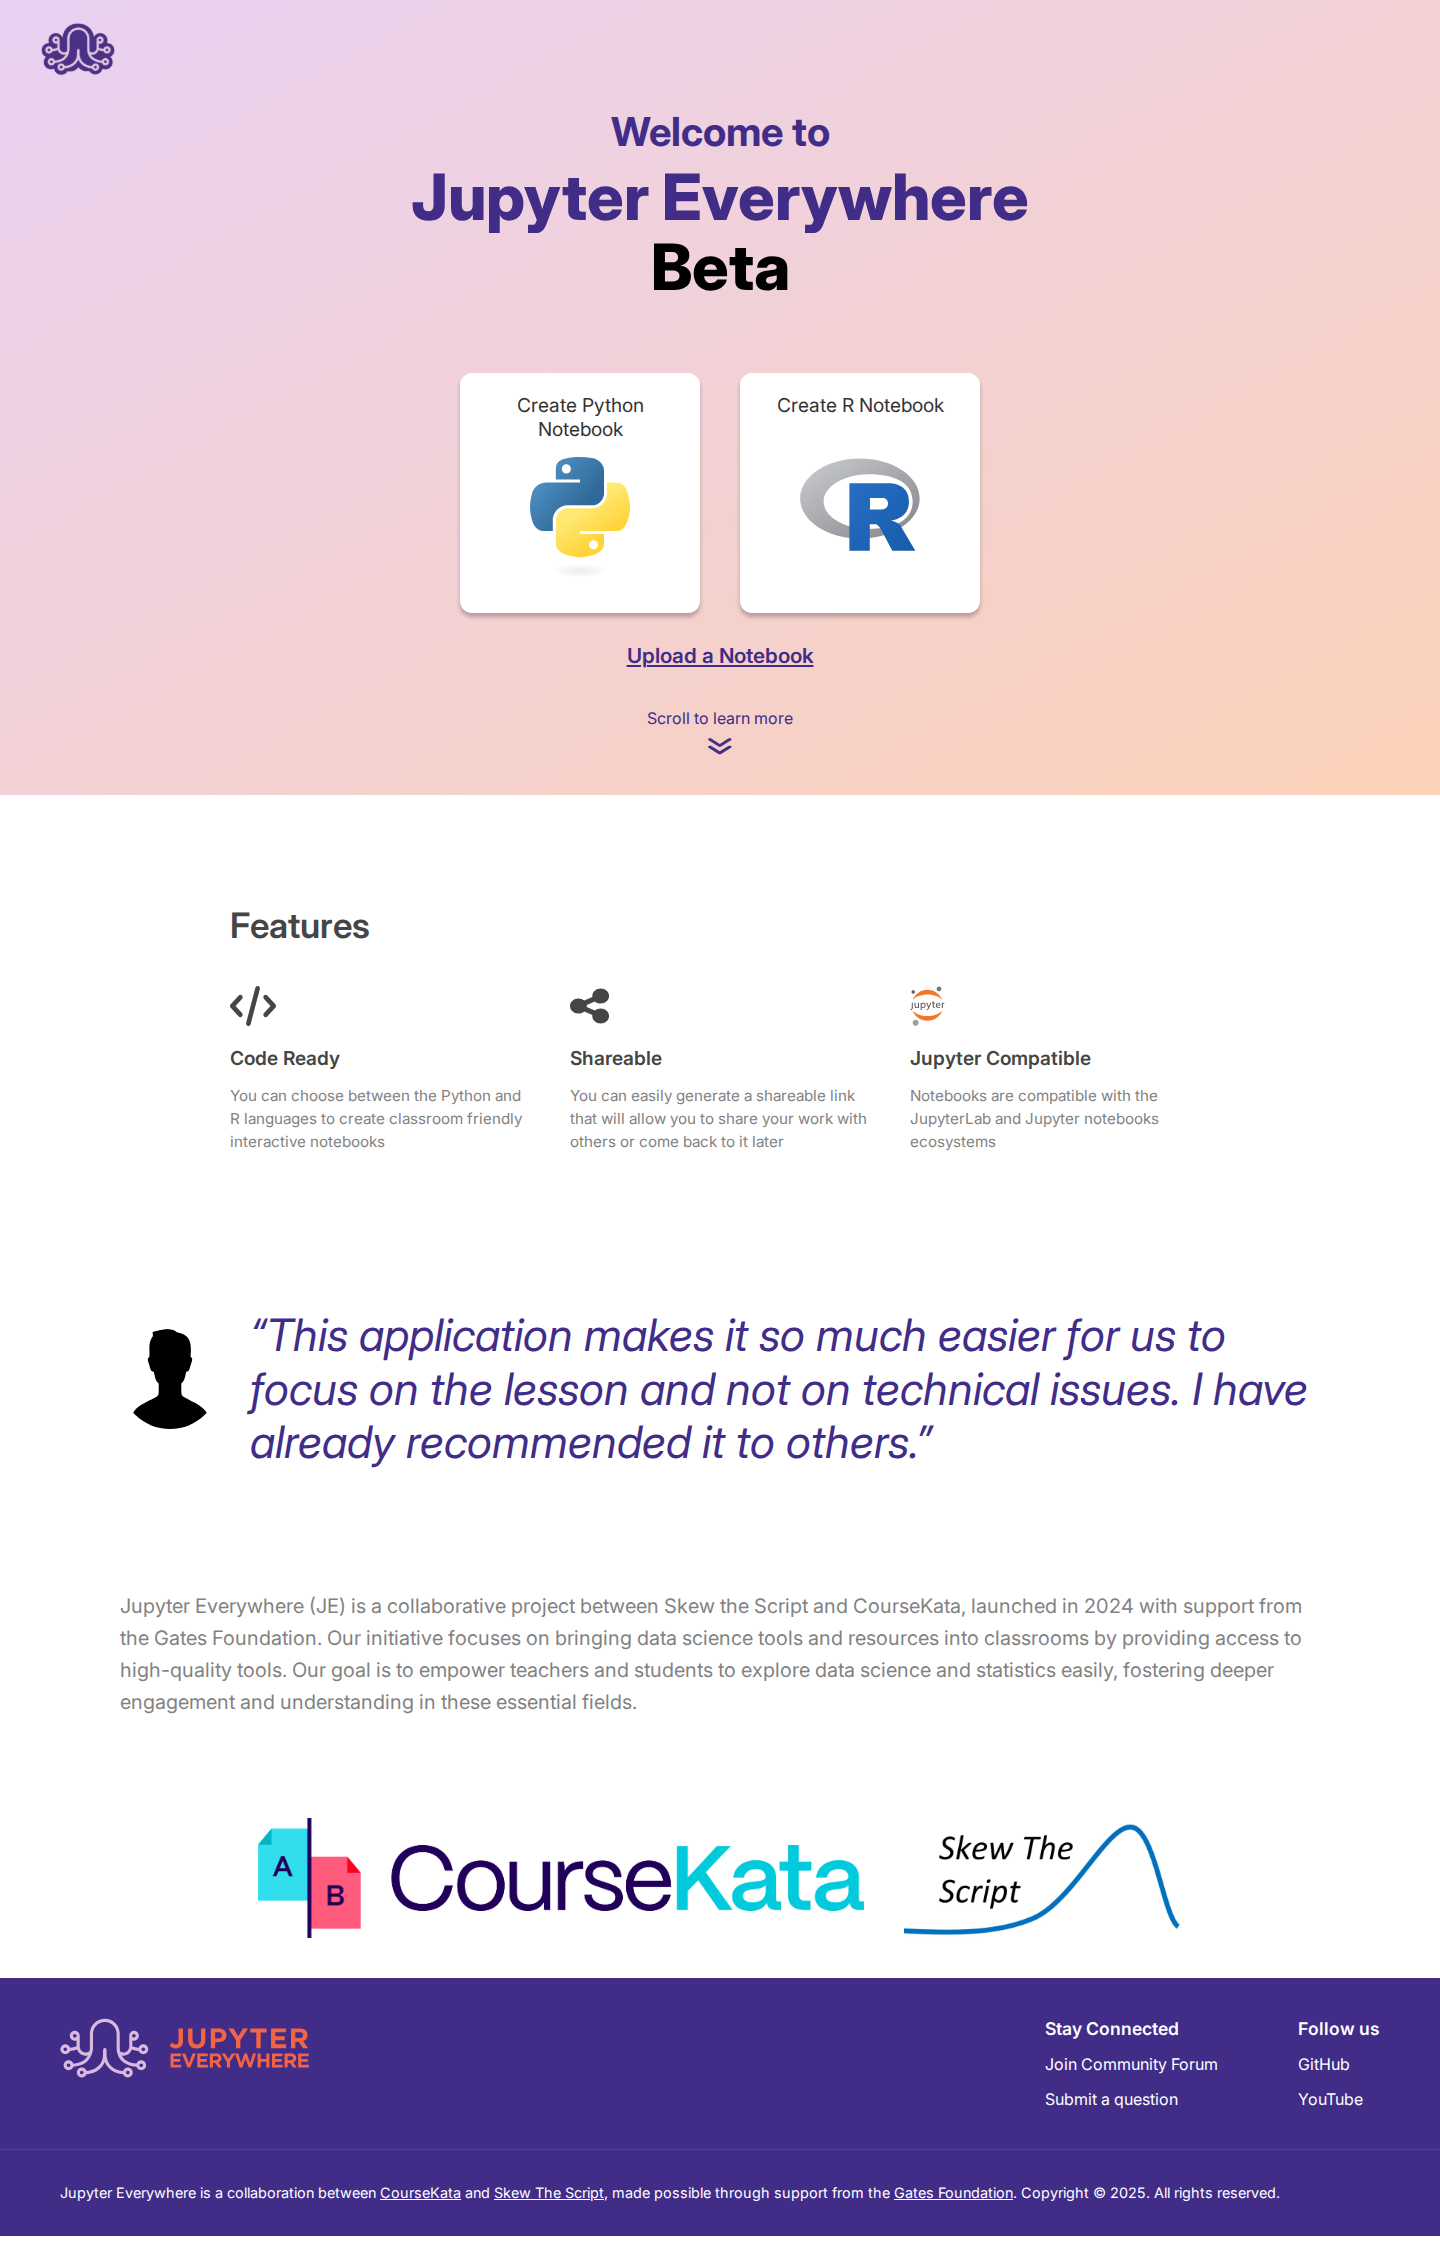 Welcome to
Jupyter Everywhere
Beta
Create Python
Notebook
Create R Notebook
R
Upload a Notebook
Scroll to learn more
Features
jupyter
Code Ready
You can choose between the Python and
R languages to create classroom friendly
interactive notebooks
Shareable
You can easily generate a shareable link
that will allow you to share your work with
others or come back to it later
Jupyter Compatible
Notebooks are compatible with the
JupyterLab and Jupyter notebooks
ecosystems
“This application makes it so much easier for us to
focus on the lesson and not on technical issues. I have
already recommended it to others.”
Jupyter Everywhere (JE) is a collaborative project between Skew the Script and CourseKata, launched in 2024 with support from
the Gates Foundation. Our initiative focuses on bringing data science tools and resources into classrooms by providing access to
high-quality tools. Our goal is to empower teachers and students to explore data science and statistics easily, fostering deeper
engagement and understanding in these essential fields.
A
B
CourseKata
Skew The
Script
JUPYTER
EVERYWHERE
Stay Connected
Join Community Forum
Submit a question
Follow us
GitHub
YouTube
Jupyter Everywhere is a collaboration between CourseKata and Skew The Script, made possible through support from the Gates Foundation. Copyright © 2025. All rights reserved.